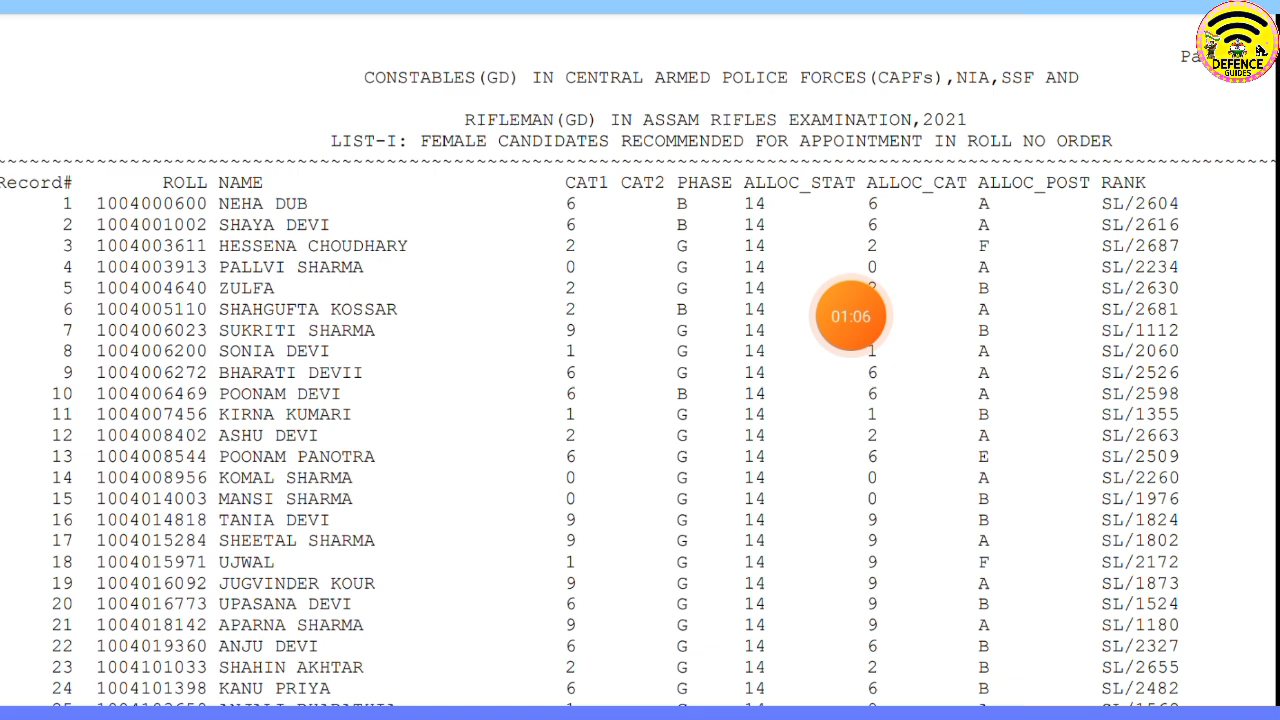 DEFENCE
GUIDES
CONSTABLES(GD) IN CENTRAL ARMED POLICE FORCES(CAPFs),NIA,SSF AND
RIFLEMAN(GD) IN ASSAM RIFLES EXAMINATION,2021
LIST-I: FEMALE CANDIDATES RECOMMENDED FOR APPOINTMENT IN ROLL NO ORDER
Record# ROLL NAME CAT1 CAT2 PHASE ALLOC_STAT ALLOC_CAT ALLOC_POST RANK
1 1004000600 NEHA DUB 6 B 14 6 A SL/2604
2 1004001002 SHAYA DEVI 6 B 14 6 A SL/2616
3 1004003611 HESSENA CHOUDHARY 2 G 14 2 F SL/2687
4 1004003913 PALLVI SHARMA 0 G 14 0 A SL/2234
5 1004004640 ZULFA 2 G 14 B SL/2630
6 1004005110 SHAHGUFTA KOSSAR 2 B 14 A SL/2681
01:06
7 1004006023 SUKRITI SHARMA 9 G 14 B SL/1112
8 1004006200 SONIA DEVI 1 G 14 1 A SL/2060
9 1004006272 BHARATI DEVII 6 G 14 6 A SL/2526
10 1004006469 POONAM DEVI 6 B 14 6 A SL/2598
11 1004007456 KIRNA KUMARI 1 G 14 1 B SL/1355
12 1004008402 ASHU DEVI 2 G 14 2 A SL/2663
13 1004008544 POONAM PANOTRA 6 G 14 6 E SL/2509
14 1004008956 KOMAL SHARMA 0 G 14 0 A SL/2260
15 1004014003 MANSI SHARMA 0 G 14 0 B SL/1976
16 1004014818 TANIA DEVI 9 G 14 9 B SL/1824
17 1004015284 SHEETAL SHARMA 9 G 14 9 A SL/1802
18 1004015971 UJWAL 1 G 14 1 F SL/2172
19 1004016092 JUGVINDER KOUR 9 G 14 9 A SL/1873
20 1004016773 UPASANA DEVI 6 G 14 9 B SL/1524
21 1004018142 APARNA SHARMA 9 G 14 9 A SL/1180
22 1004019360 ANJU DEVI 6 G 14 6 B SL/2327
23 1004101033 SHAHIN AKHTAR 2 G 14 2 B SL/2655
24 1004101398 KANU PRIYA 6 G 14 6 B SL/2482